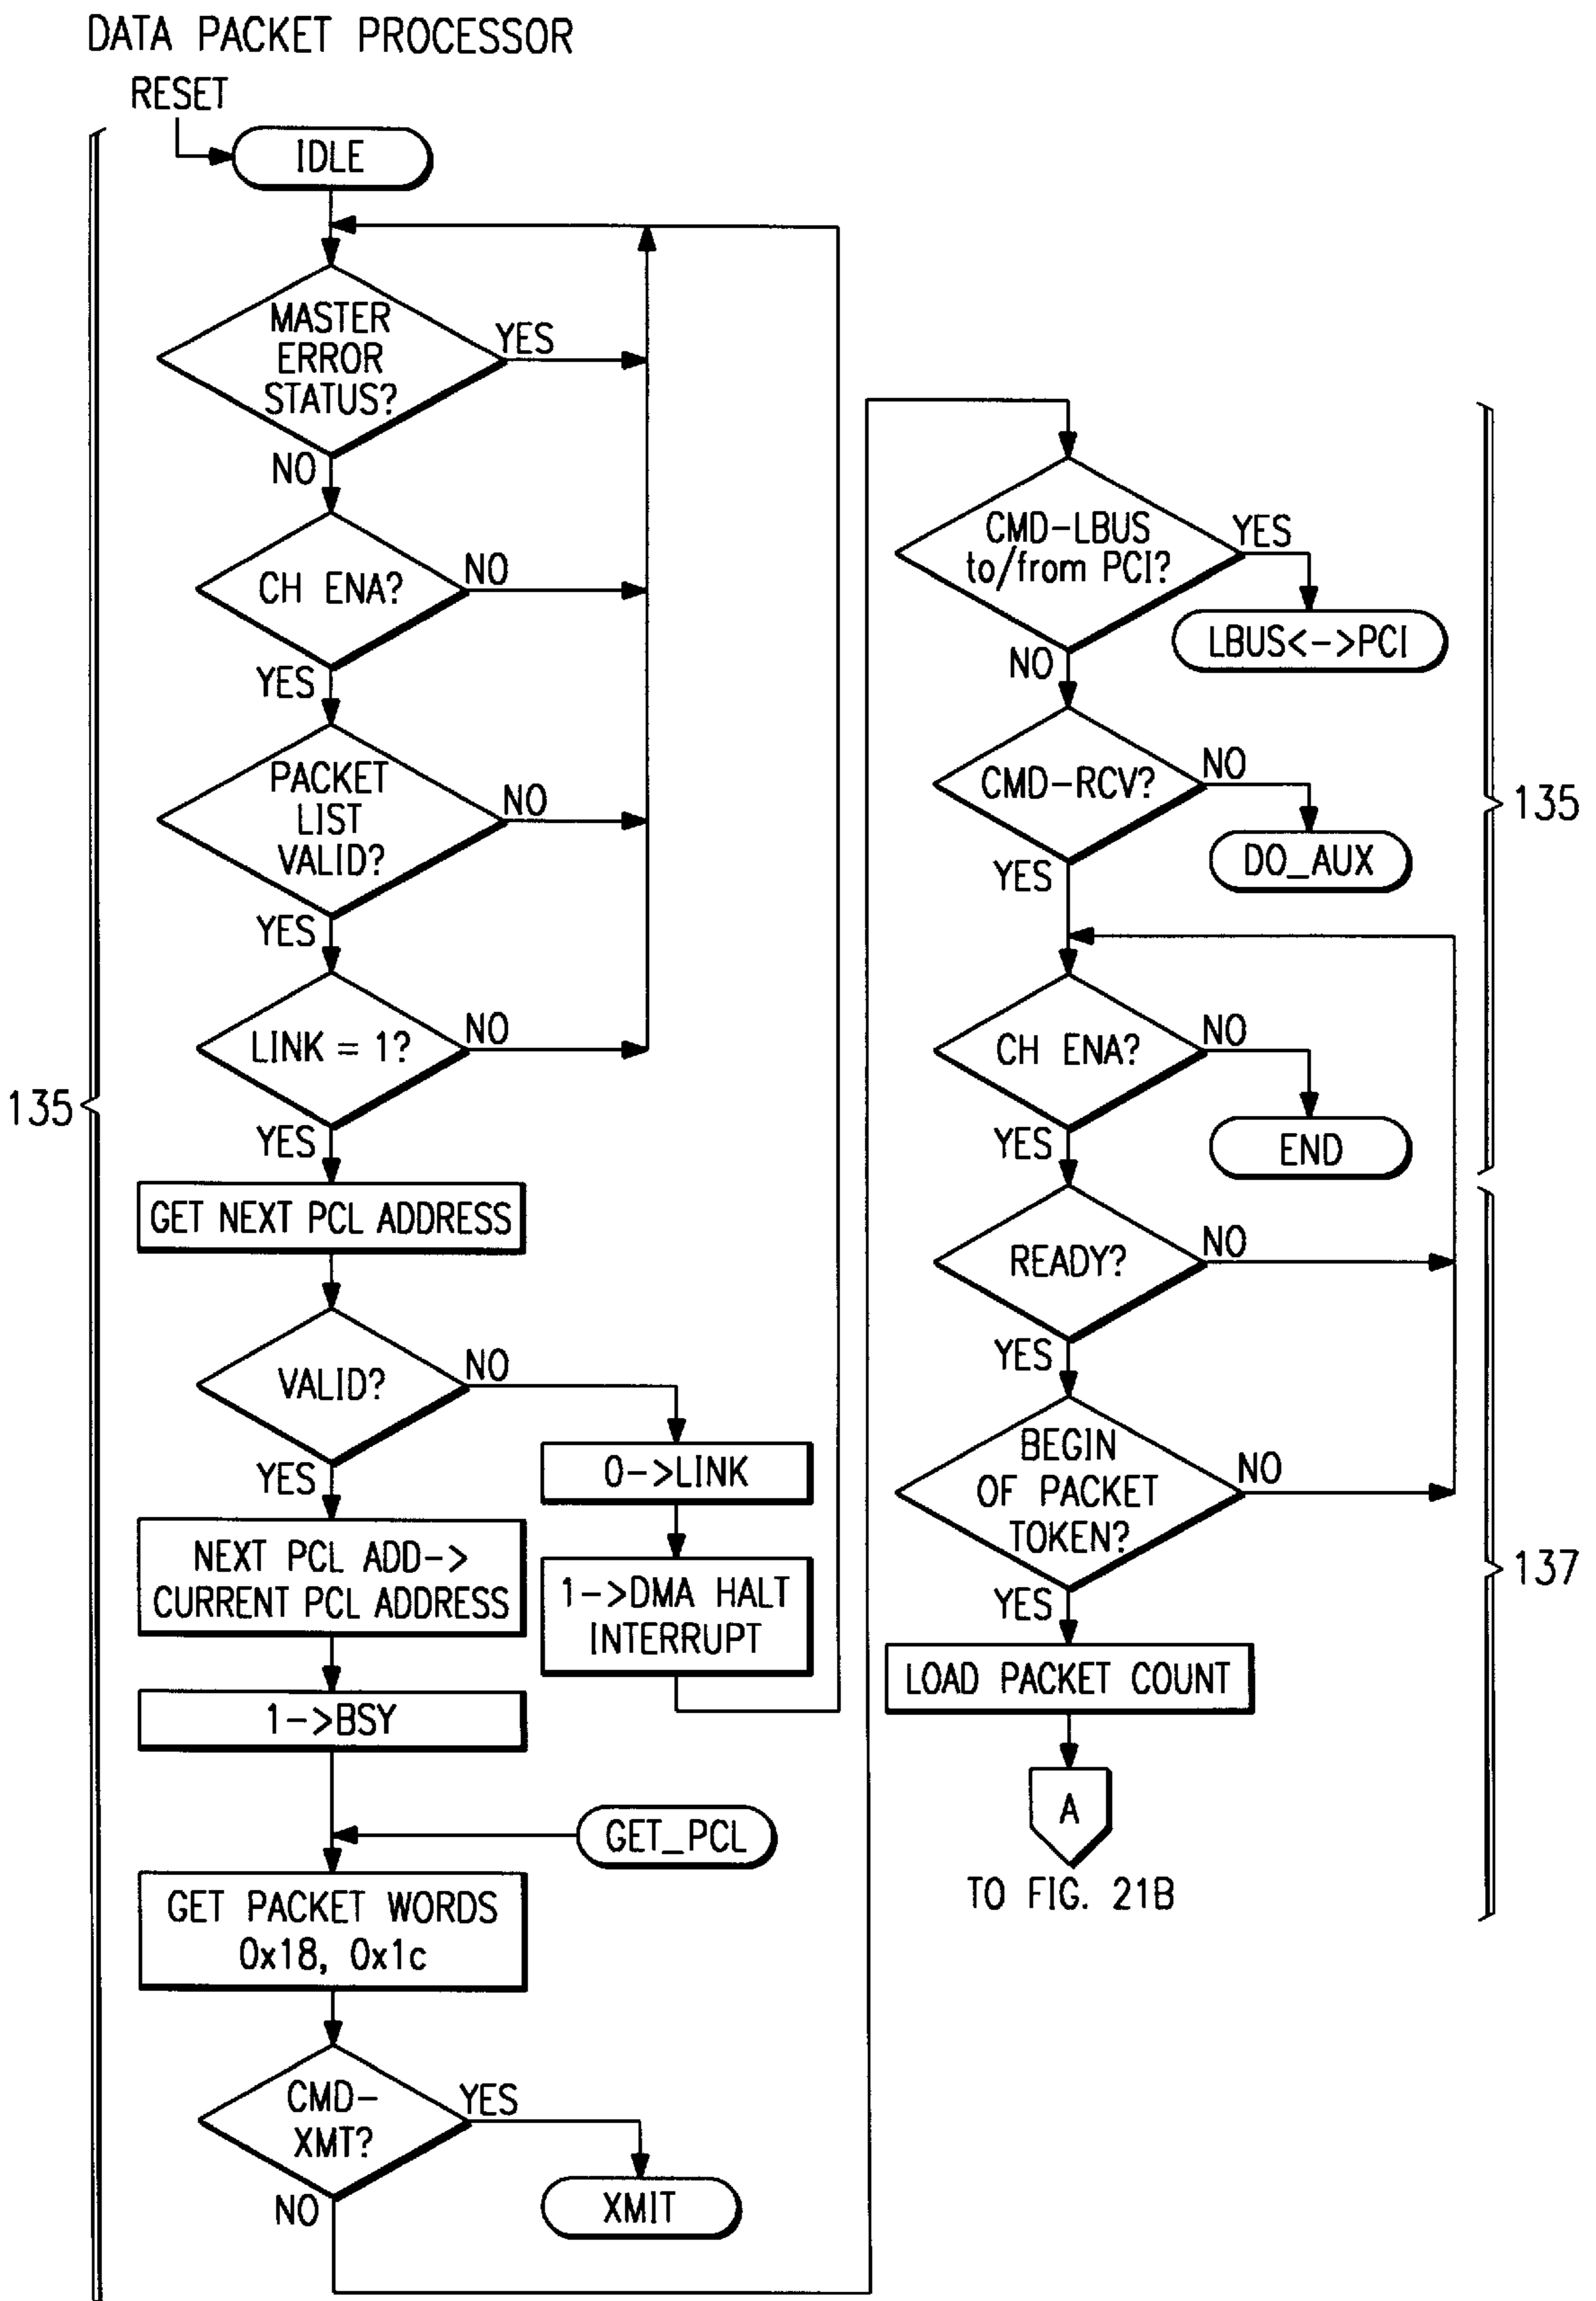 DATA PACKET PROCESSOR
RESET
IDLE
MASTER
ERROR
STATUS?
YES
NO
CH ENA?
NO
YES
PACKET
LIST
VALID?
NO
YES
LINK = 1?
NO
YES
135
GET NEXT PCL ADDRESS
VALID?
NO
YES
0->LINK
1->DMA HALT
INTERRUPT
NEXT PCL ADD->
CURRENT PCL ADDRESS
1->BSY
GET_PCL
GET PACKET WORDS
0x18, 0x1c
CMD-
XMT?
YES
NO
XMIT
CMD-LBUS
to/from PCI?
YES
LBUS<->PCI
NO
CMD-RCV?
NO
DO_AUX
YES
135
CH ENA?
NO
END
YES
READY?
NO
YES
BEGIN
OF PACKET
TOKEN?
NO
YES
137
LOAD PACKET COUNT
A
TO FIG. 21B